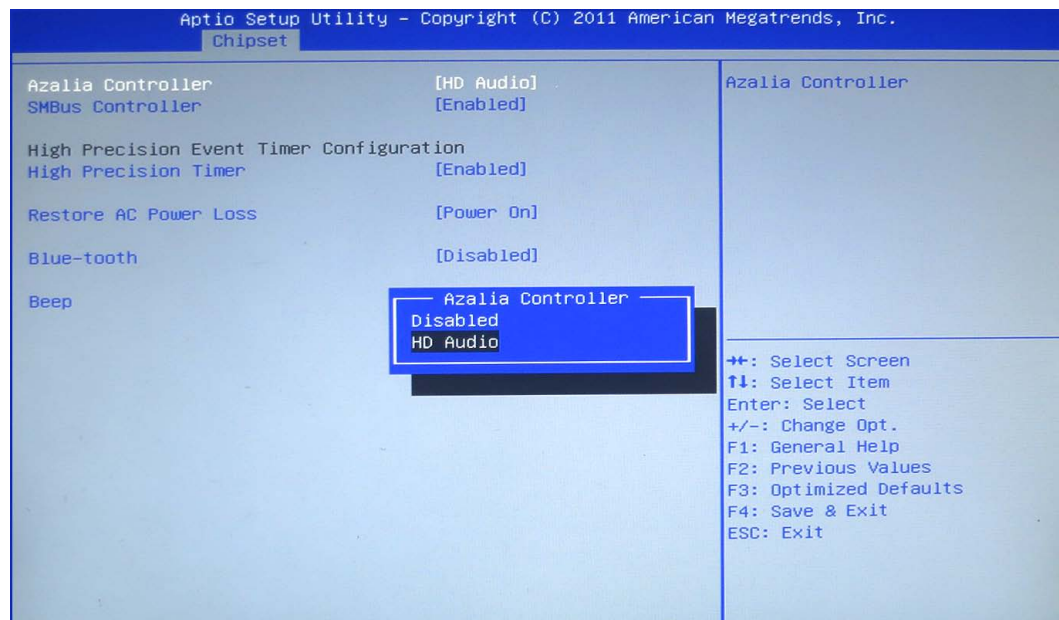 Aptio Setup Utility – Copyright (C) 2011 American Megatrends, Inc.
Chipset
Azalia Controller [HD Audio]
SMBus Controller [Enabled]
High Precision Event Timer Configuration
High Precision Timer [Enabled]
Restore AC Power Loss [Power On]
Blue-tooth [Disabled]
Beep
Azalia Controller
Disabled
HD Audio
Azalia Controller
→←: Select Screen
↑↓: Select Item
Enter: Select
+/-: Change Opt.
F1: General Help
F2: Previous Values
F3: Optimized Defaults
F4: Save & Exit
ESC: Exit